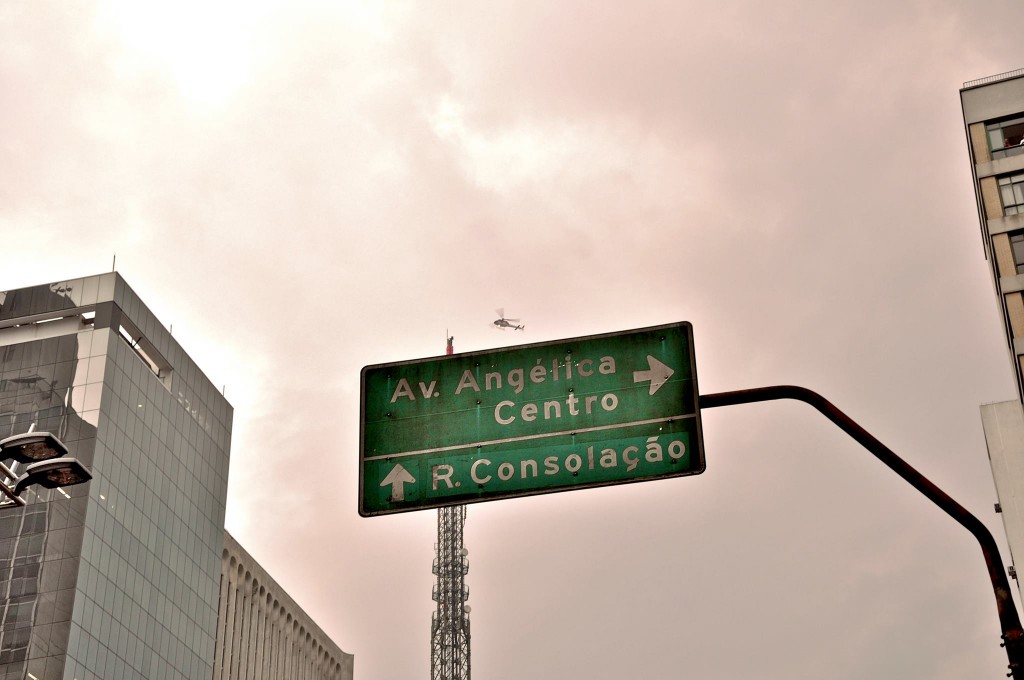 Av. Angélica
Centro
R. Consolação